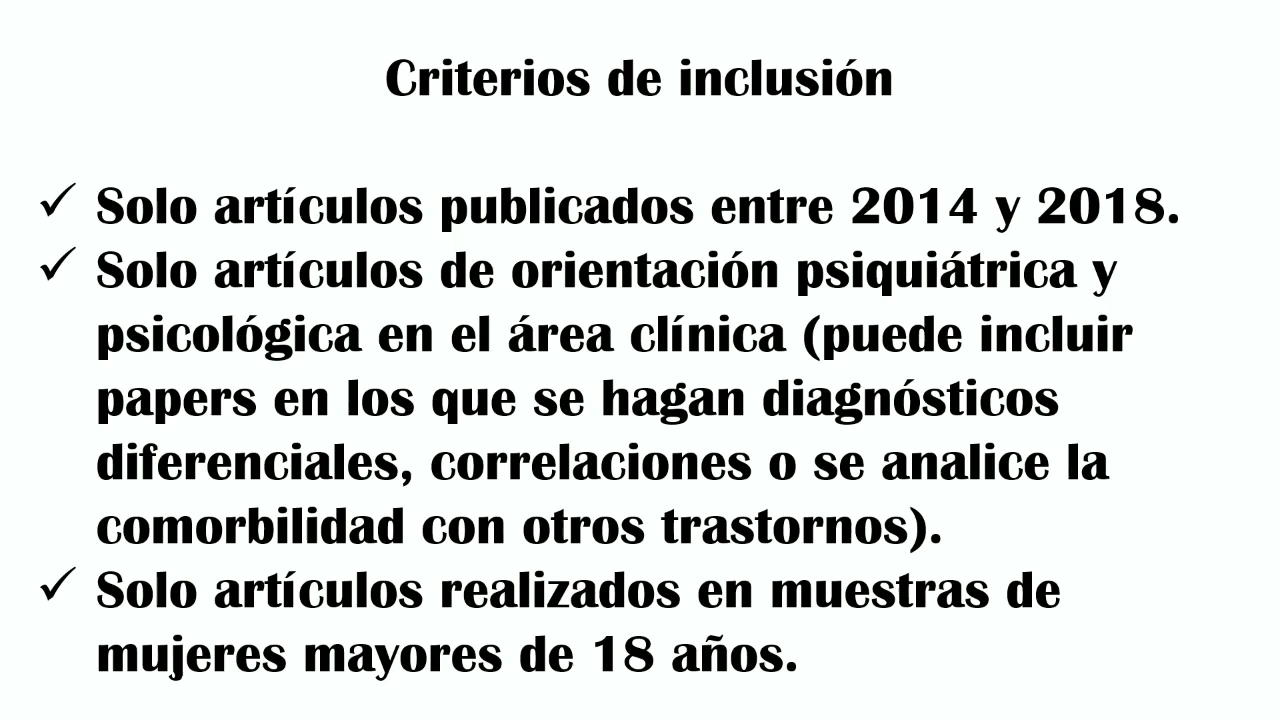 Criterios de inclusión
✓ Solo artículos publicados entre 2014 y 2018.
✓ Solo artículos de orientación psiquiátrica y
psicológica en el área clínica (puede incluir
papers en los que se hagan diagnósticos
diferenciales, correlaciones o se analice la
comorbilidad con otros trastornos).
✓ Solo artículos realizados en muestras de
mujeres mayores de 18 años.